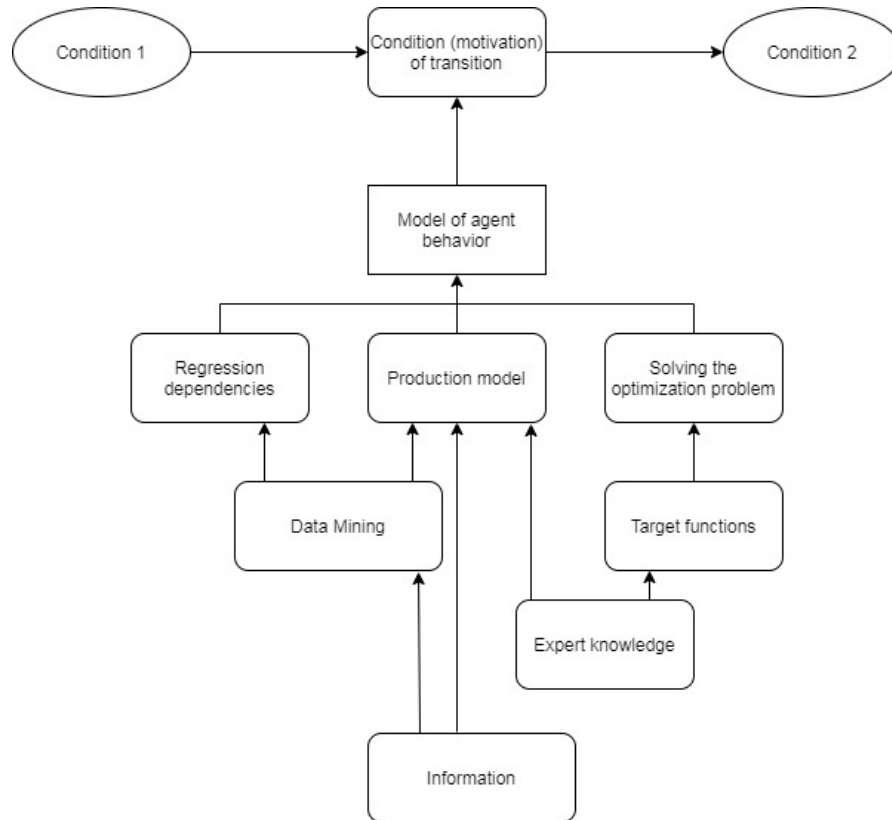 Condition 1
Condition (motivation)
of transition
Condition 2
Model of agent
behavior
Regression
dependencies
Production model
Solving the
optimization problem
Data Mining
Target functions
Expert knowledge
Information